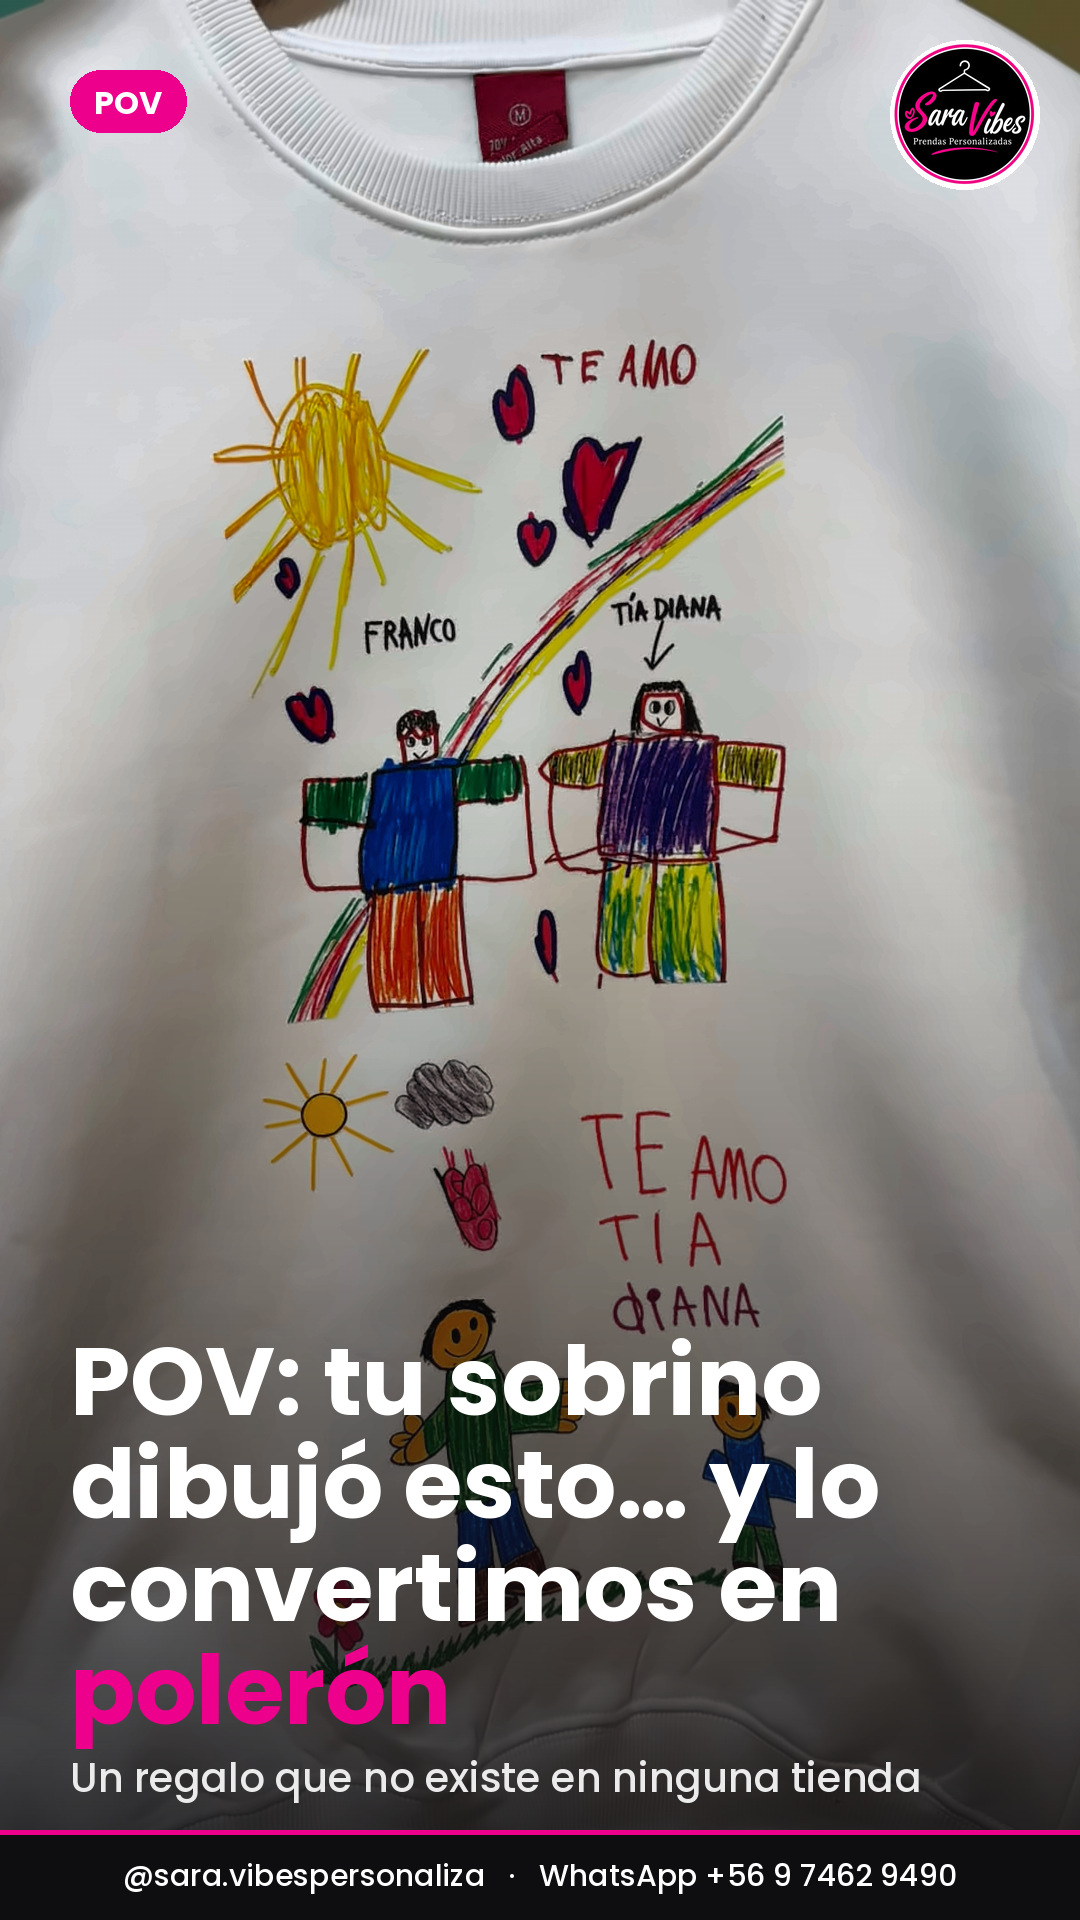 POV
Sara Vibes
Prendas Personalizadas
M
70%
Alta
TE AMO
FRANCO
TÍA DIANA
TE AMO
TIA
DIANA
POV: tu sobrino
dibujó esto... y lo
convertimos en
polerón
Un regalo que no existe en ninguna tienda
@sara.vibespersonaliza · WhatsApp +56 9 7462 9490